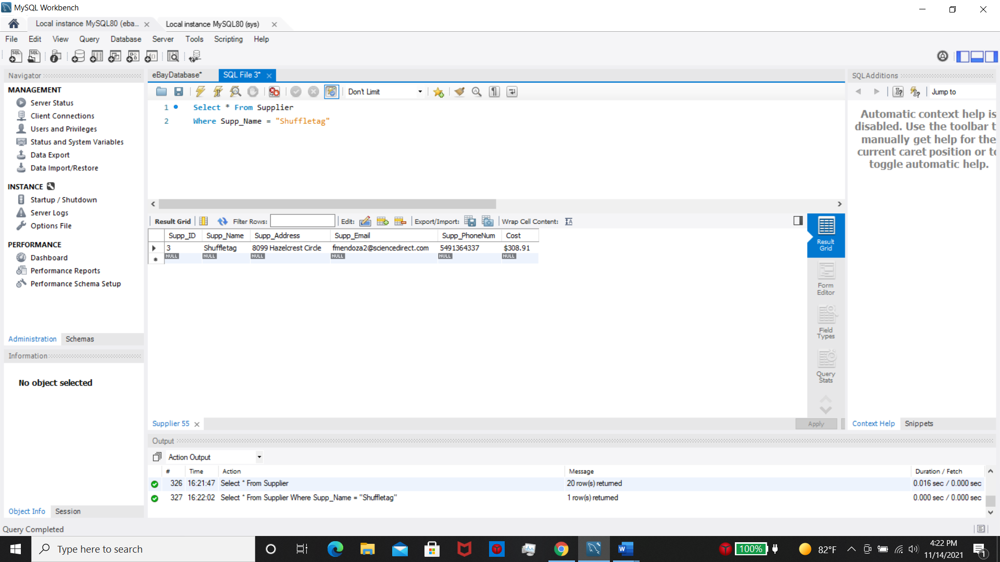 MySQL Workbench
Local instance MySQL80 (eba... Local instance MySQL80 (sys)
File Edit View Query Database Server Tools Scripting Help
Navigator
MANAGEMENT
Server Status
Client Connections
Users and Privileges
Status and System Variables
Data Export
Data Import/Restore
INSTANCE
Startup / Shutdown
Server Logs
Options File
PERFORMANCE
Dashboard
Performance Reports
Performance Schema Setup
Administration Schemas
Information
No object selected
Object Info Session
eBayDatabase* SQL File 3*
Don't Limit
1 Select * From Supplier
2 Where Supp_Name = "Shuffletag"
Result Grid Filter Rows: Edit: Export/Import: Wrap Cell Content:
Supp_ID Supp_Name Supp_Address Supp_Email Supp_PhoneNum Cost
3 Shuffletag 8099 Hazelcrest Circle fmendoza2@sciencedirect.com 5491364337 $308.91
NULL NULL NULL NULL NULL NULL
Result
Grid
Form
Editor
Field
Types
Query
Stats
Supplier 55
Apply
SQLAdditions
Jump to
Automatic context help is
disabled. Use the toolbar t
manually get help for the
current caret position or to
toggle automatic help.
Context Help Snippets
Output
Action Output
# Time Action Message Duration / Fetch
326 16:21:47 Select * From Supplier 20 row(s) returned 0.016 sec / 0.000 sec
327 16:22:02 Select * From Supplier Where Supp_Name = "Shuffletag" 1 row(s) returned 0.000 sec / 0.000 sec
Query Completed
Type here to search
100%
82°F
4:22 PM
11/14/2021
1